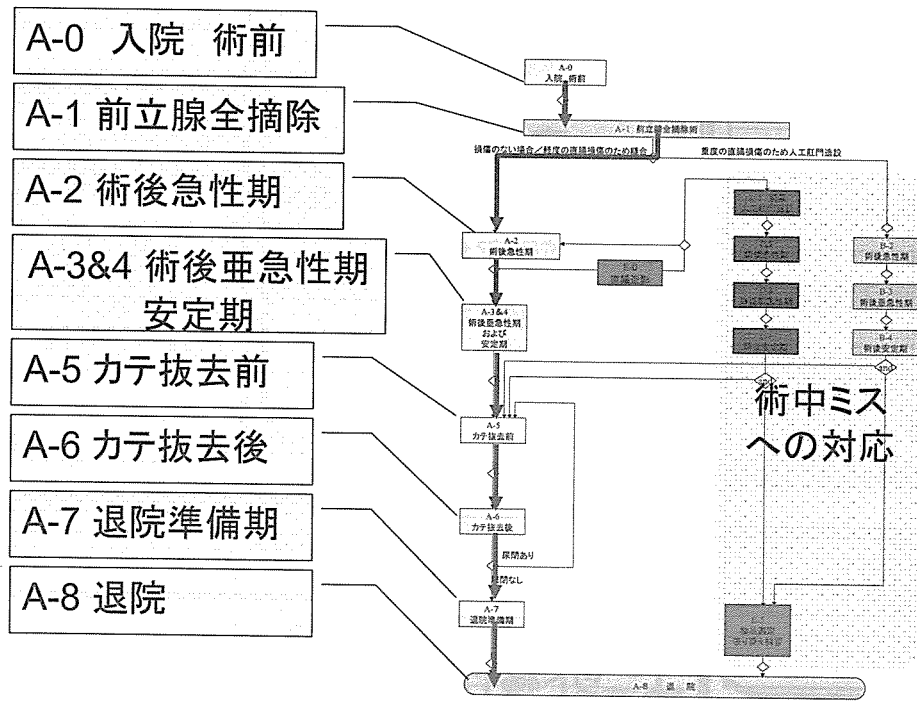 A-0 入院 術前
A-1 前立腺全摘除
A-2 術後急性期
A-3&4 術後亜急性期
安定期
A-5 カテ抜去前
A-6 カテ抜去後
A-7 退院準備期
A-8 退院
A-0
入院 術前
A-1 前立腺全摘除術
損傷のない場合/軽度の直腸損傷のため縫合
重度の直腸損傷のため人工肛門造設
A-2
術後急性期
B-2
術後急性期
B-3
術後亜急性期
A-3&4
術後亜急性期
および
安定期
B-4
術後安定期
and
術中ミス
への対応
A-5
カテ抜去前
A-6
カテ抜去後
尿閉あり
尿閉なし
A-7
退院準備期
A-8 退 院